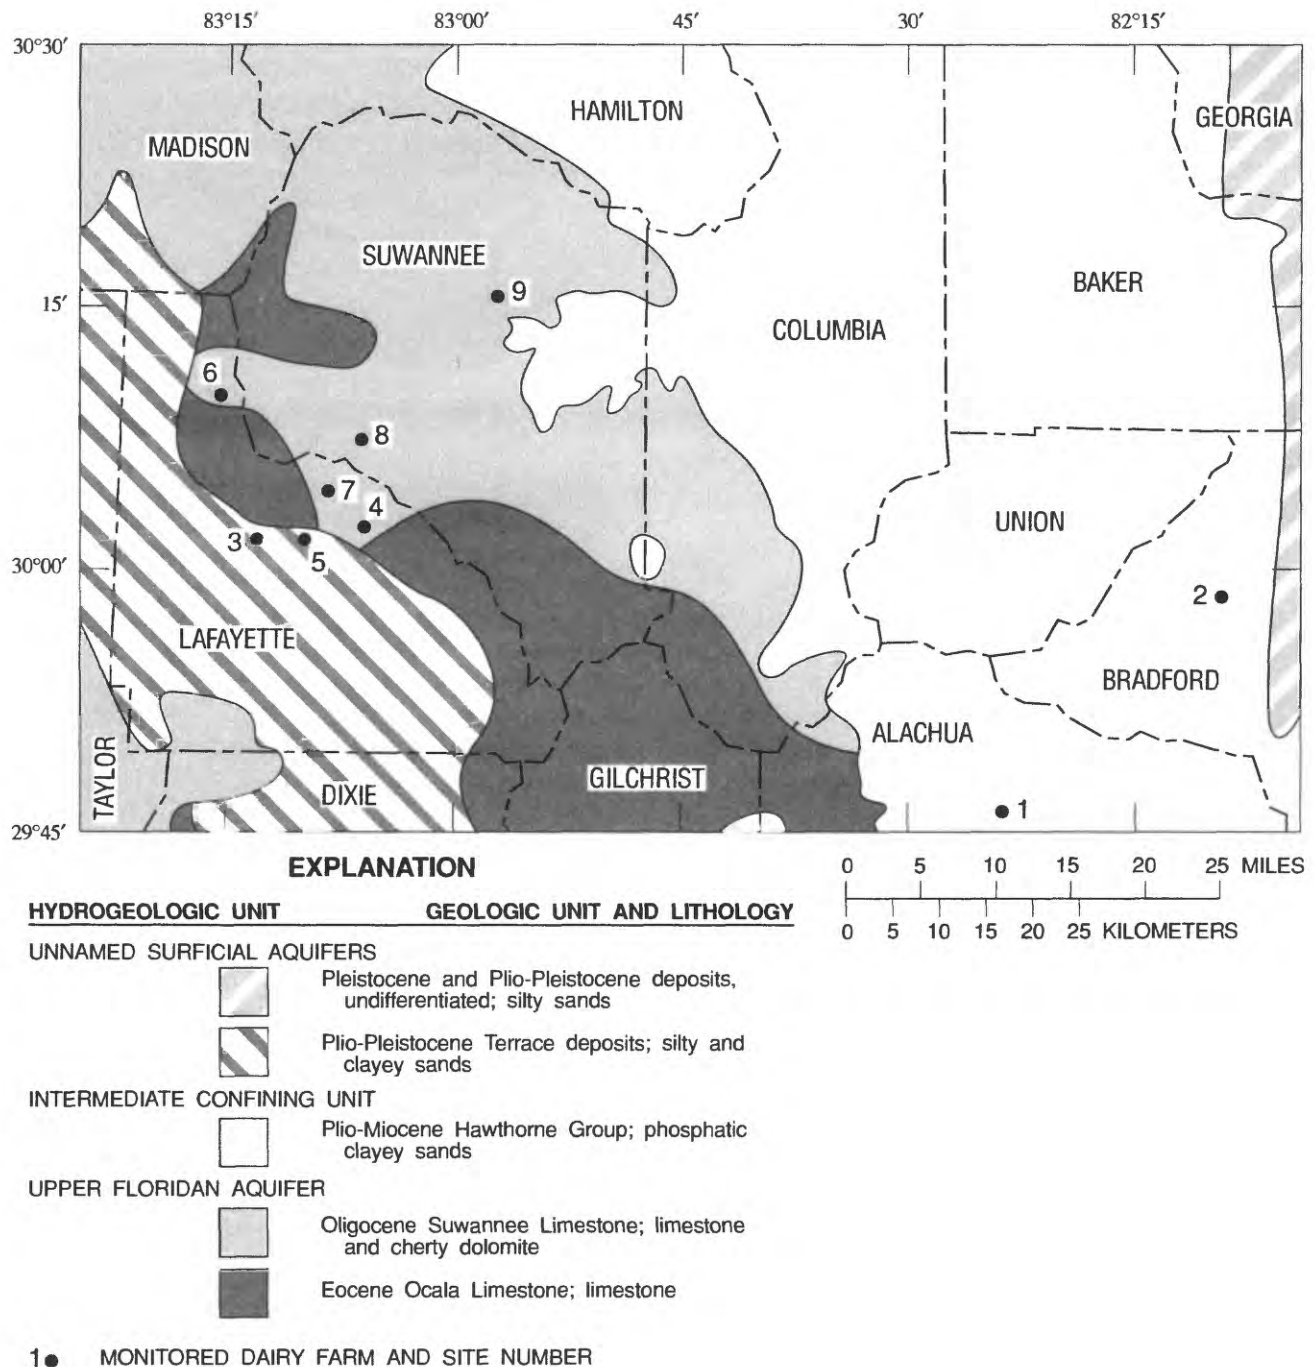 83°15′ 83°00′ 45′ 30′ 82°15′
30°30′
HAMILTON
GEORGIA
MADISON
SUWANNEE
BAKER
9
15′
COLUMBIA
6
8
7
4
UNION
3
5
30°00′
2
LAFAYETTE
BRADFORD
ALACHUA
TAYLOR
GILCHRIST
DIXIE
1
29°45′
EXPLANATION
0 5 10 15 20 25 MILES
0 5 10 15 20 25 KILOMETERS
HYDROGEOLOGIC UNIT GEOLOGIC UNIT AND LITHOLOGY
UNNAMED SURFICIAL AQUIFERS
Pleistocene and Plio-Pleistocene deposits,
undifferentiated; silty sands
Plio-Pleistocene Terrace deposits; silty and
clayey sands
INTERMEDIATE CONFINING UNIT
Plio-Miocene Hawthorne Group; phosphatic
clayey sands
UPPER FLORIDAN AQUIFER
Oligocene Suwannee Limestone; limestone
and cherty dolomite
Eocene Ocala Limestone; limestone
1 MONITORED DAIRY FARM AND SITE NUMBER